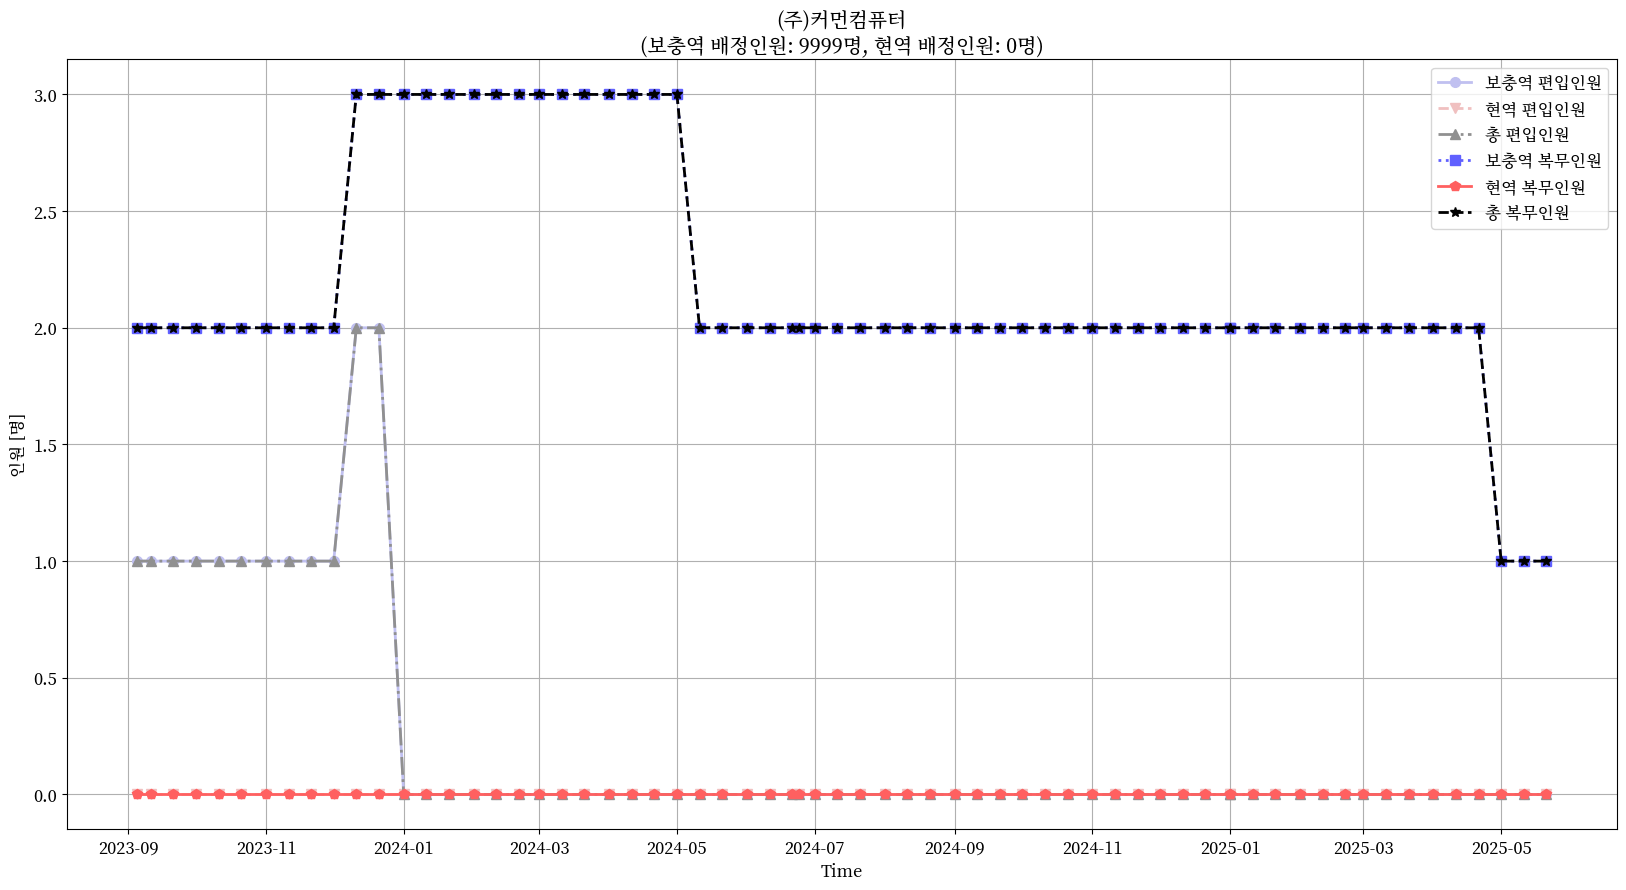 (주)커먼컴퓨터
(보충역 배정인원: 9999명, 현역 배정인원: 0명)
보충역 편입인원
현역 편입인원
총 편입인원
보충역 복무인원
현역 복무인원
총 복무인원
인원 [명]
3.0
2.5
2.0
1.5
1.0
0.5
0.0
2023-09 2023-11 2024-01 2024-03 2024-05 2024-07 2024-09 2024-11 2025-01 2025-03 2025-05
Time